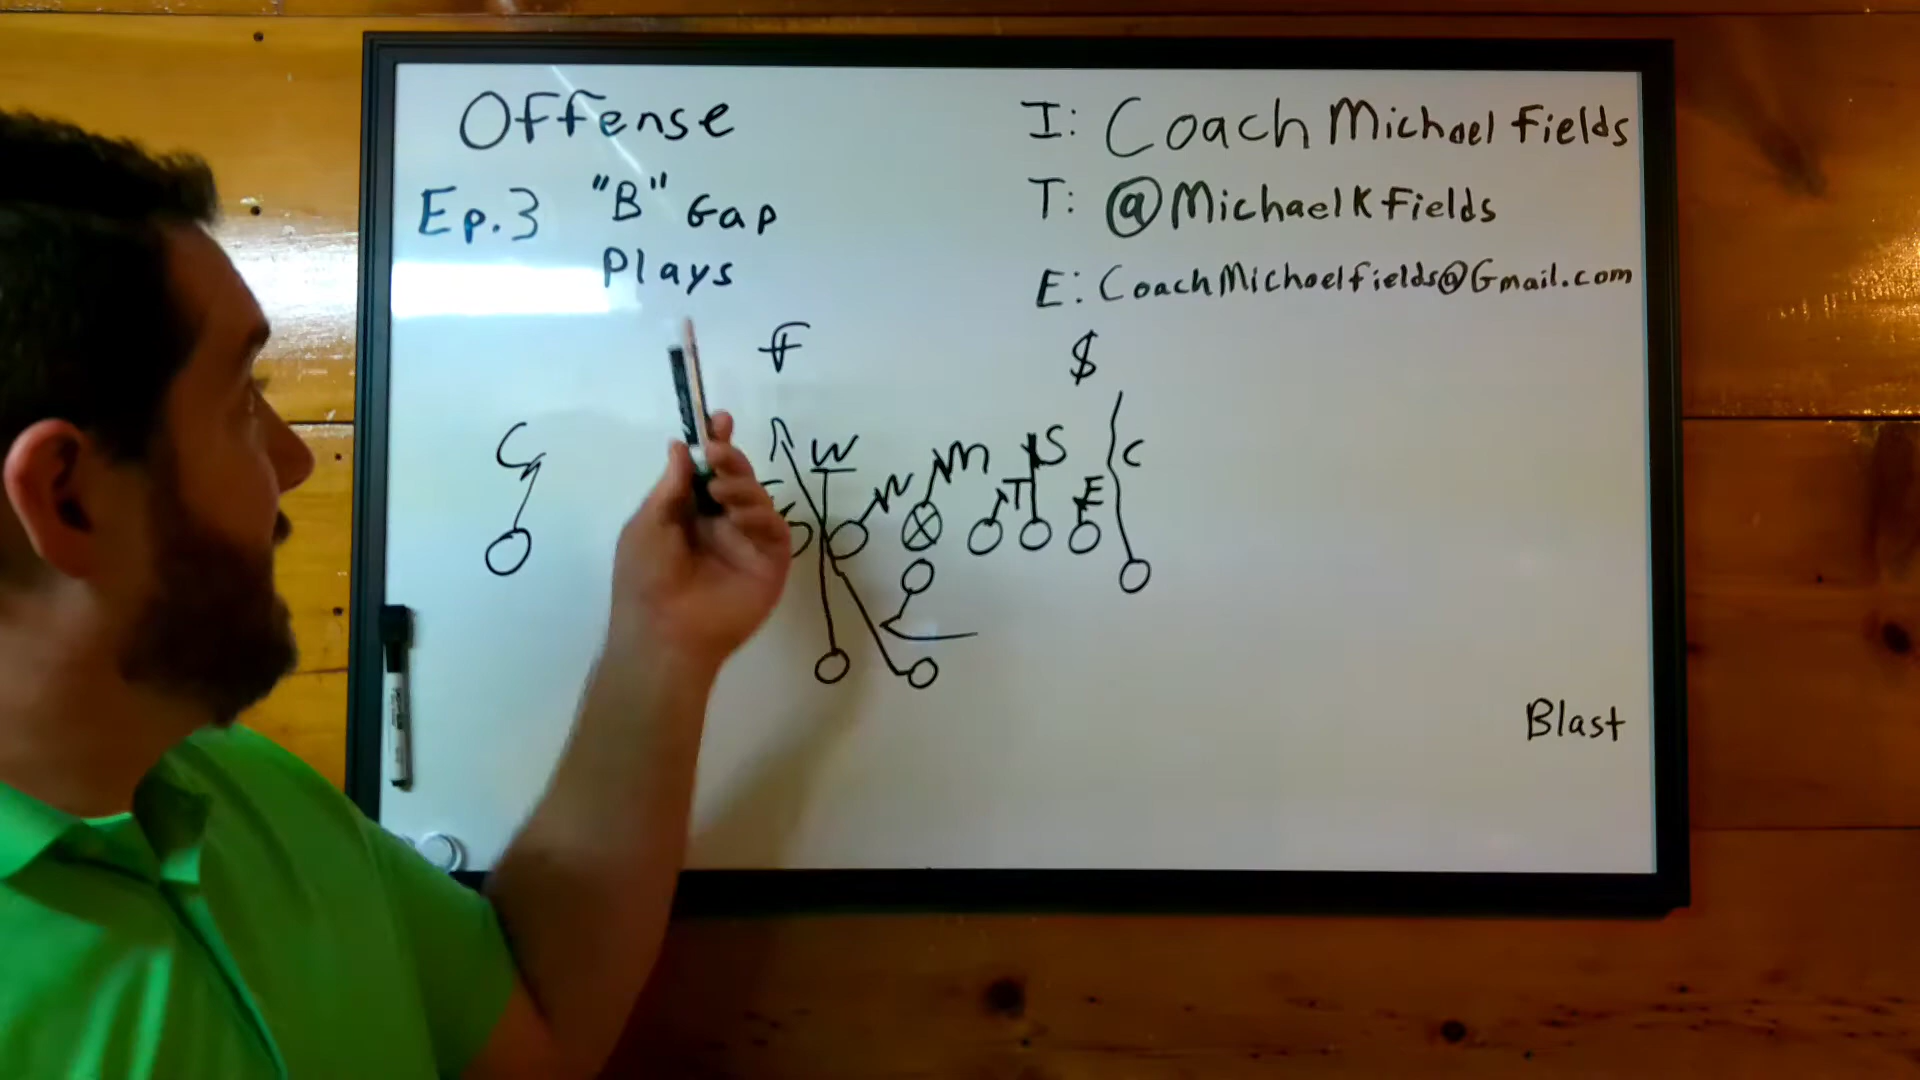 Offense
Ep.3 "B" Gap
Plays
I: Coach Michael Fields
T: @MichaelKFields
E: CoachMichaelfields@Gmail.com
F $
C W M S C
N T E
Blast